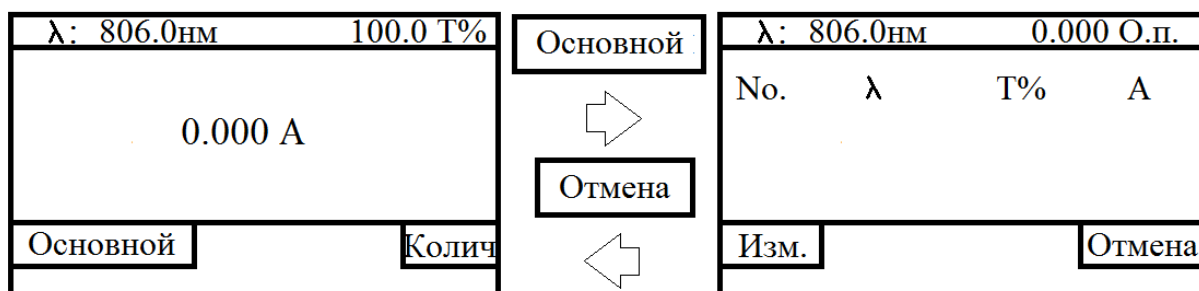 λ: 806.0нм 100.0 T%
0.000 A
Основной
Колич
Основной
Отмена
λ: 806.0нм 0.000 О.п.
No. λ T% A
Изм.
Отмена